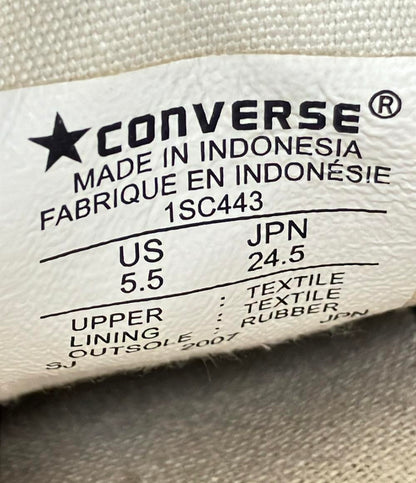 ★CONVERSE®
MADE IN INDONESIA
FABRIQUE EN INDONÉSIE
1SC443
US JPN
5.5 24.5
UPPER : TEXTILE
LINING : TEXTILE
OUTSOLE : RUBBER
SJ 2007 JPN